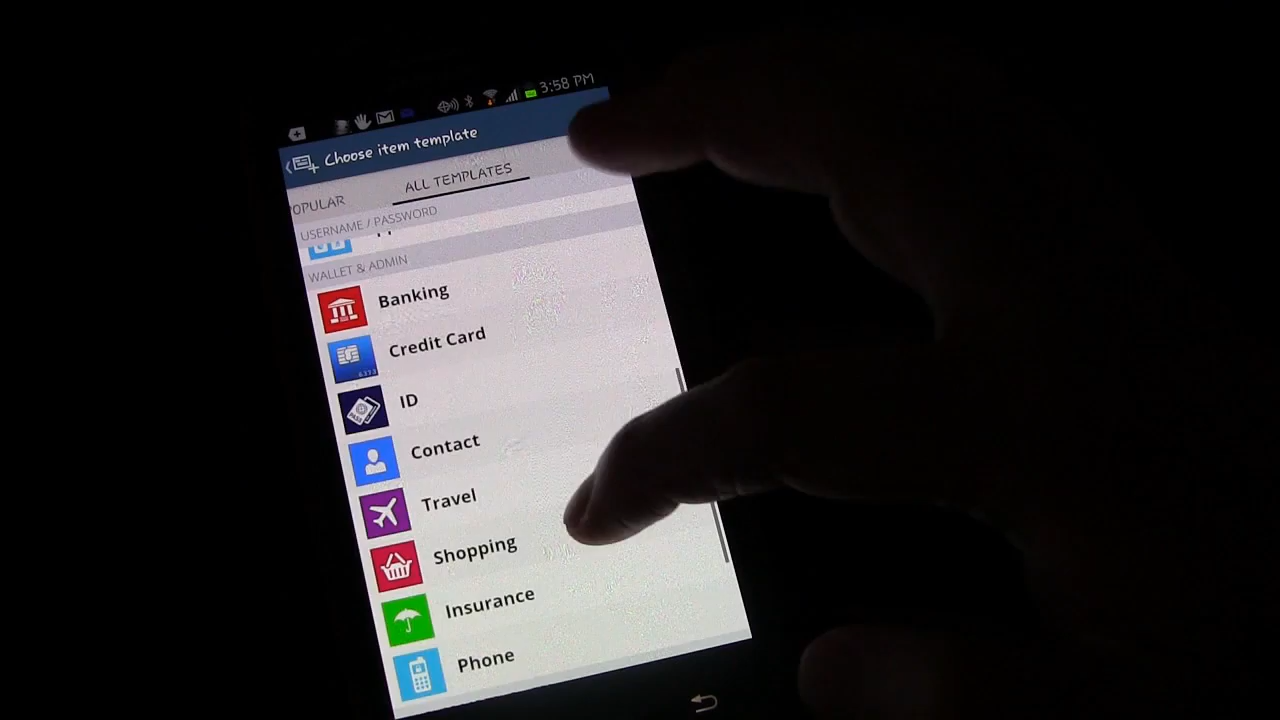 3:58 PM
Choose item template
OPULAR
ALL TEMPLATES
USERNAME / PASSWORD
WALLET & ADMIN
Banking
Credit Card
ID
Contact
Travel
Shopping
Insurance
Phone